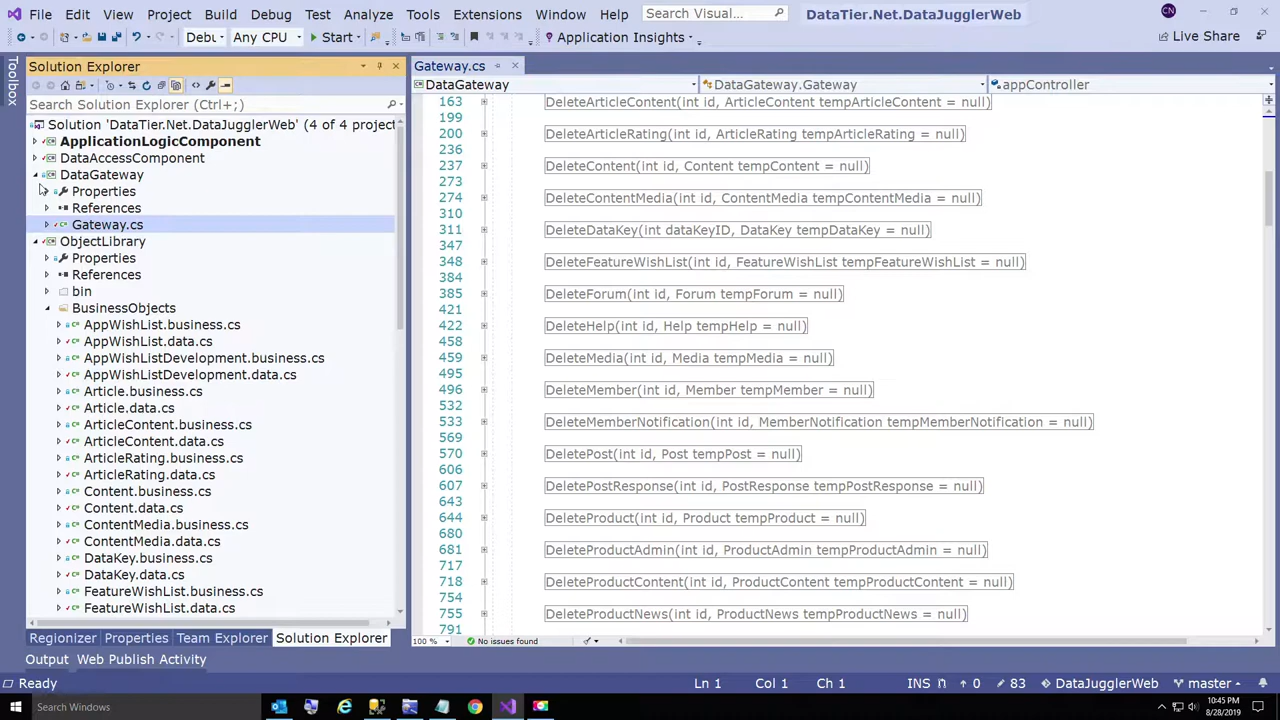 File Edit View Project Build Debug Test Analyze Tools Extensions Window Help Search Visual... DataTier.Net.DataJugglerWeb CN
Debu Any CPU Start Application Insights Live Share
Toolbox
Solution Explorer
Search Solution Explorer (Ctrl+;)
Solution 'DataTier.Net.DataJugglerWeb' (4 of 4 project
ApplicationLogicComponent
DataAccessComponent
DataGateway
Properties
References
Gateway.cs
ObjectLibrary
Properties
References
bin
BusinessObjects
AppWishList.business.cs
AppWishList.data.cs
AppWishListDevelopment.business.cs
AppWishListDevelopment.data.cs
Article.business.cs
Article.data.cs
ArticleContent.business.cs
ArticleContent.data.cs
ArticleRating.business.cs
ArticleRating.data.cs
Content.business.cs
Content.data.cs
ContentMedia.business.cs
ContentMedia.data.cs
DataKey.business.cs
DataKey.data.cs
FeatureWishList.business.cs
FeatureWishList.data.cs
Regionizer Properties Team Explorer Solution Explorer
Gateway.cs
DataGateway DataGateway.Gateway appController
163 DeleteArticleContent(int id, ArticleContent tempArticleContent = null)
199
200 DeleteArticleRating(int id, ArticleRating tempArticleRating = null)
236
237 DeleteContent(int id, Content tempContent = null)
273
274 DeleteContentMedia(int id, ContentMedia tempContentMedia = null)
310
311 DeleteDataKey(int dataKeyID, DataKey tempDataKey = null)
347
348 DeleteFeatureWishList(int id, FeatureWishList tempFeatureWishList = null)
384
385 DeleteForum(int id, Forum tempForum = null)
421
422 DeleteHelp(int id, Help tempHelp = null)
458
459 DeleteMedia(int id, Media tempMedia = null)
495
496 DeleteMember(int id, Member tempMember = null)
532
533 DeleteMemberNotification(int id, MemberNotification tempMemberNotification = null)
569
570 DeletePost(int id, Post tempPost = null)
606
607 DeletePostResponse(int id, PostResponse tempPostResponse = null)
643
644 DeleteProduct(int id, Product tempProduct = null)
680
681 DeleteProductAdmin(int id, ProductAdmin tempProductAdmin = null)
717
718 DeleteProductContent(int id, ProductContent tempProductContent = null)
754
755 DeleteProductNews(int id, ProductNews tempProductNews = null)
791
100 % No issues found
Output Web Publish Activity
Ready Ln 1 Col 1 Ch 1 INS 0 83 DataJugglerWeb master
Search Windows 10:45 PM
8/28/2019